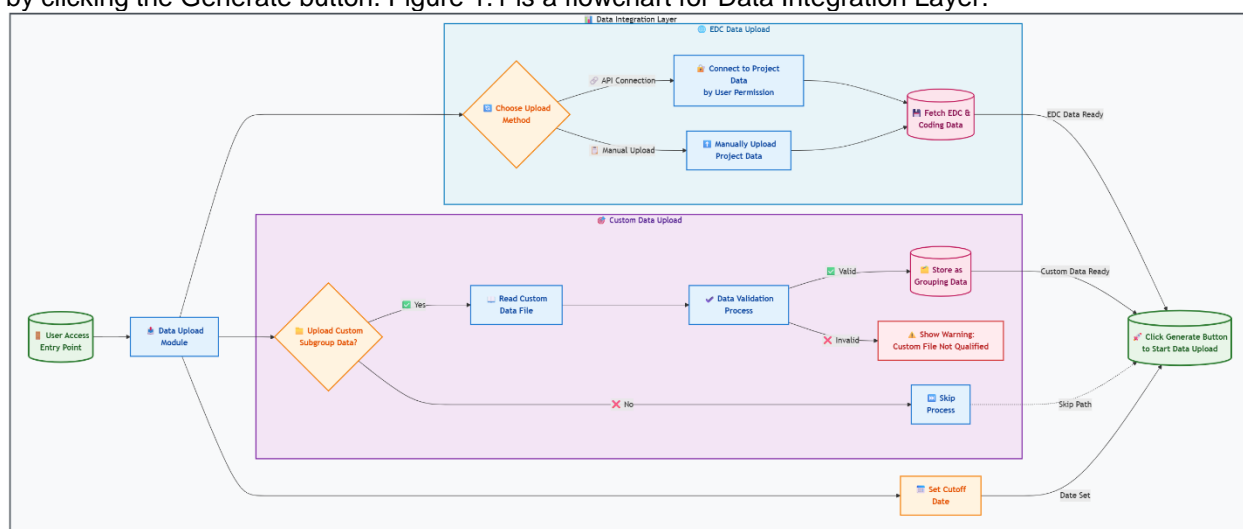 by clicking the Generate button. Figure 1.1 is a flowchart for Data Integration Layer.
Data Integration Layer
EDC Data Upload
Choose Upload
Method
API Connection
Connect to Project
Data
by User Permission
Manual Upload
Manually Upload
Project Data
Fetch EDC &
Coding Data
EDC Data Ready
Custom Data Upload
User Access
Entry Point
Data Upload
Module
Upload Custom
Subgroup Data?
Yes
Read Custom
Data File
Data Validation
Process
Valid
Store as
Grouping Data
Custom Data Ready
Invalid
Show Warning:
Custom File Not Qualified
No
Skip
Process
Skip Path
Click Generate Button
to Start Data Upload
Set Cutoff
Date
Date Set